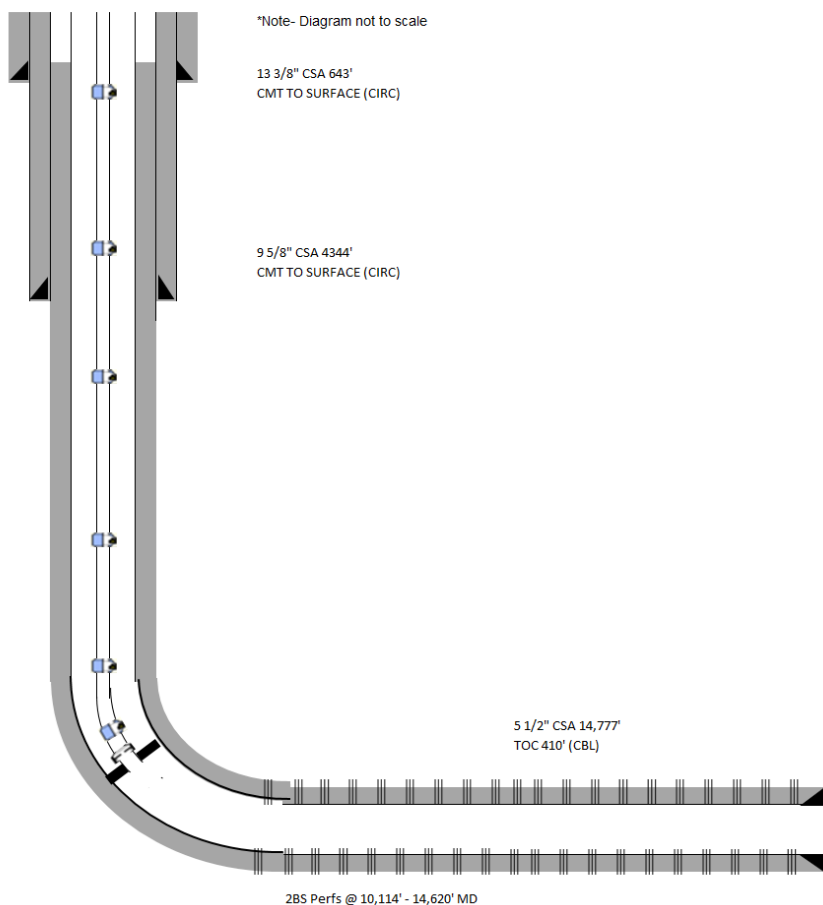 *Note- Diagram not to scale
13 3/8" CSA 643'
CMT TO SURFACE (CIRC)
9 5/8" CSA 4344'
CMT TO SURFACE (CIRC)
5 1/2" CSA 14,777'
TOC 410' (CBL)
2BS Perfs @ 10,114' - 14,620' MD